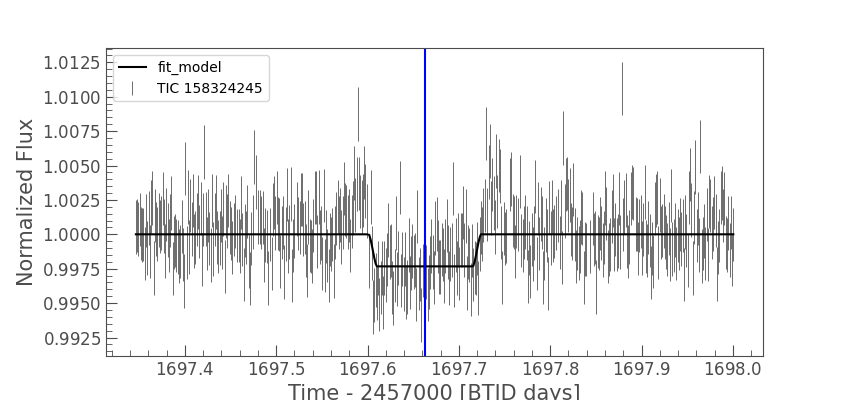 fit_model
TIC 158324245
1.0125
1.0100
1.0075
1.0050
1.0025
1.0000
0.9975
0.9950
0.9925
Normalized Flux
1697.4 1697.5 1697.6 1697.7 1697.8 1697.9 1698.0
Time - 2457000 [BTJD days]